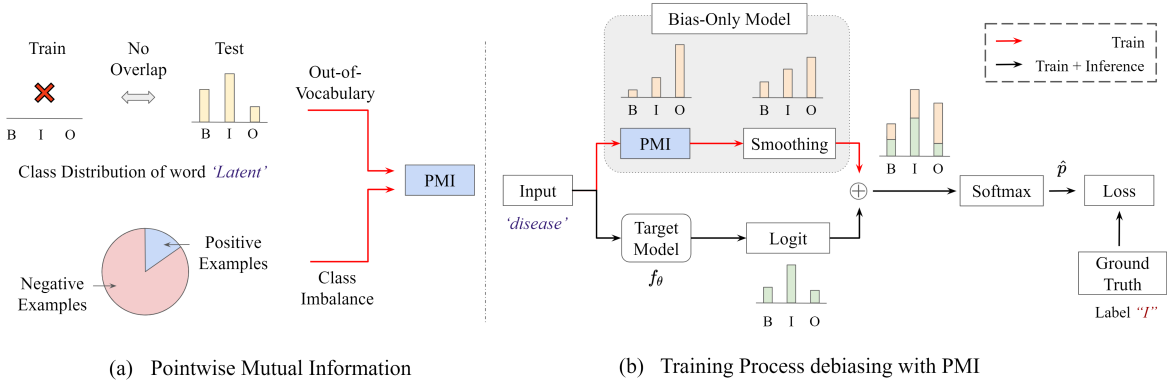 Train
No
Overlap
Test
B I O
B I O
Class Distribution of word ‘Latent’
Out-of-
Vocabulary
PMI
Positive
Examples
Negative
Examples
Class
Imbalance
(a) Pointwise Mutual Information
Bias-Only Model
B I O
B I O
PMI
Smoothing
Input
‘disease’
Target
Model
fθ
Logit
B I O
B I O
Softmax
p̂
Loss
Ground
Truth
Label “I”
Train
Train + Inference
(b) Training Process debiasing with PMI